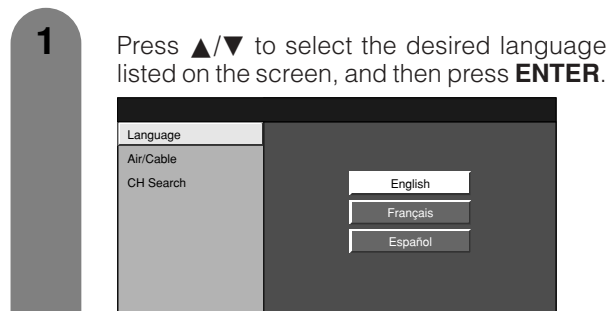 1
Press ▲/▼ to select the desired language
listed on the screen, and then press ENTER.
Language
Air/Cable
CH Search
English
Français
Español